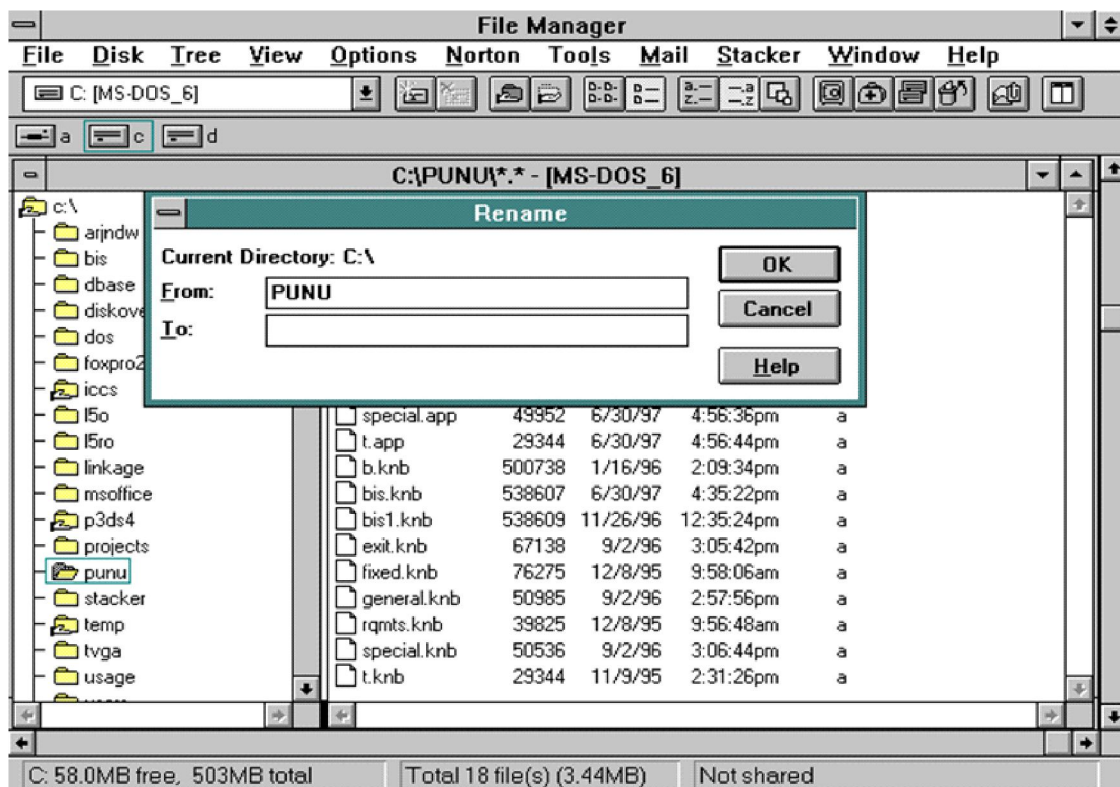 File Manager
File Disk Tree View Options Norton Tools Mail Stacker Window Help
C: [MS-DOS_6]
a c d
C:\PUNU\*.* - [MS-DOS_6]
c:\
arjndw
bis
dbase
diskove
dos
foxpro2
iccs
l5o
l5ro
linkage
msoffice
p3ds4
projects
punu
stacker
temp
tvga
usage
Rename
Current Directory: C:\
From: PUNU
To:
OK
Cancel
Help
special.app 49952 6/30/97 4:56:36pm a
t.app 29344 6/30/97 4:56:44pm a
b.knb 500738 1/16/96 2:09:34pm a
bis.knb 538607 6/30/97 4:35:22pm a
bis1.knb 538609 11/26/96 12:35:24pm a
exit.knb 67138 9/2/96 3:05:42pm a
fixed.knb 76275 12/8/95 9:58:06am a
general.knb 50985 9/2/96 2:57:56pm a
rqmts.knb 39825 12/8/95 9:56:48am a
special.knb 50536 9/2/96 3:06:44pm a
t.knb 29344 11/9/95 2:31:26pm a
C: 58.0MB free, 503MB total
Total 18 file(s) (3.44MB)
Not shared